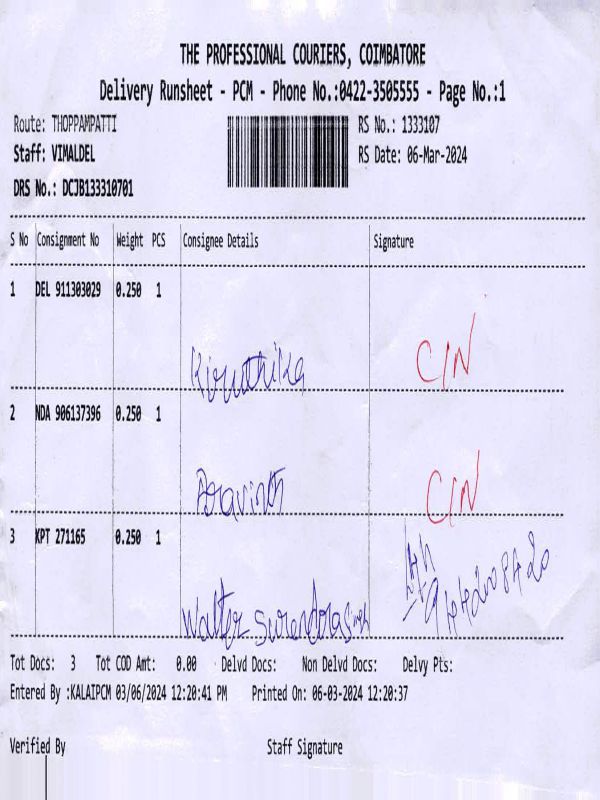 THE PROFESSIONAL COURIERS, COIMBATORE
Delivery Runsheet - PCM - Phone No.:0422-3505555 - Page No.:1
Route: THOPPAMPATTI RS No.: 1333107
Staff: VIMALDEL RS Date: 06-Mar-2024
DRS No.: DCJB133310701
S No Consignment No Weight PCS Consignee Details Signature
1 DEL 911303029 0.250 1
Kiruthika C/N
2 NDA 906137396 0.250 1
Aravinth C/N
3 KPT 271165 0.250 1
Walter Surendrasingh
Tot Docs: 3 Tot COD Amt: 0.00 Delvd Docs: Non Delvd Docs: Delvy Pts:
Entered By :KALAIPCM 03/06/2024 12:20:41 PM Printed On: 06-03-2024 12:20:37
Verified By Staff Signature